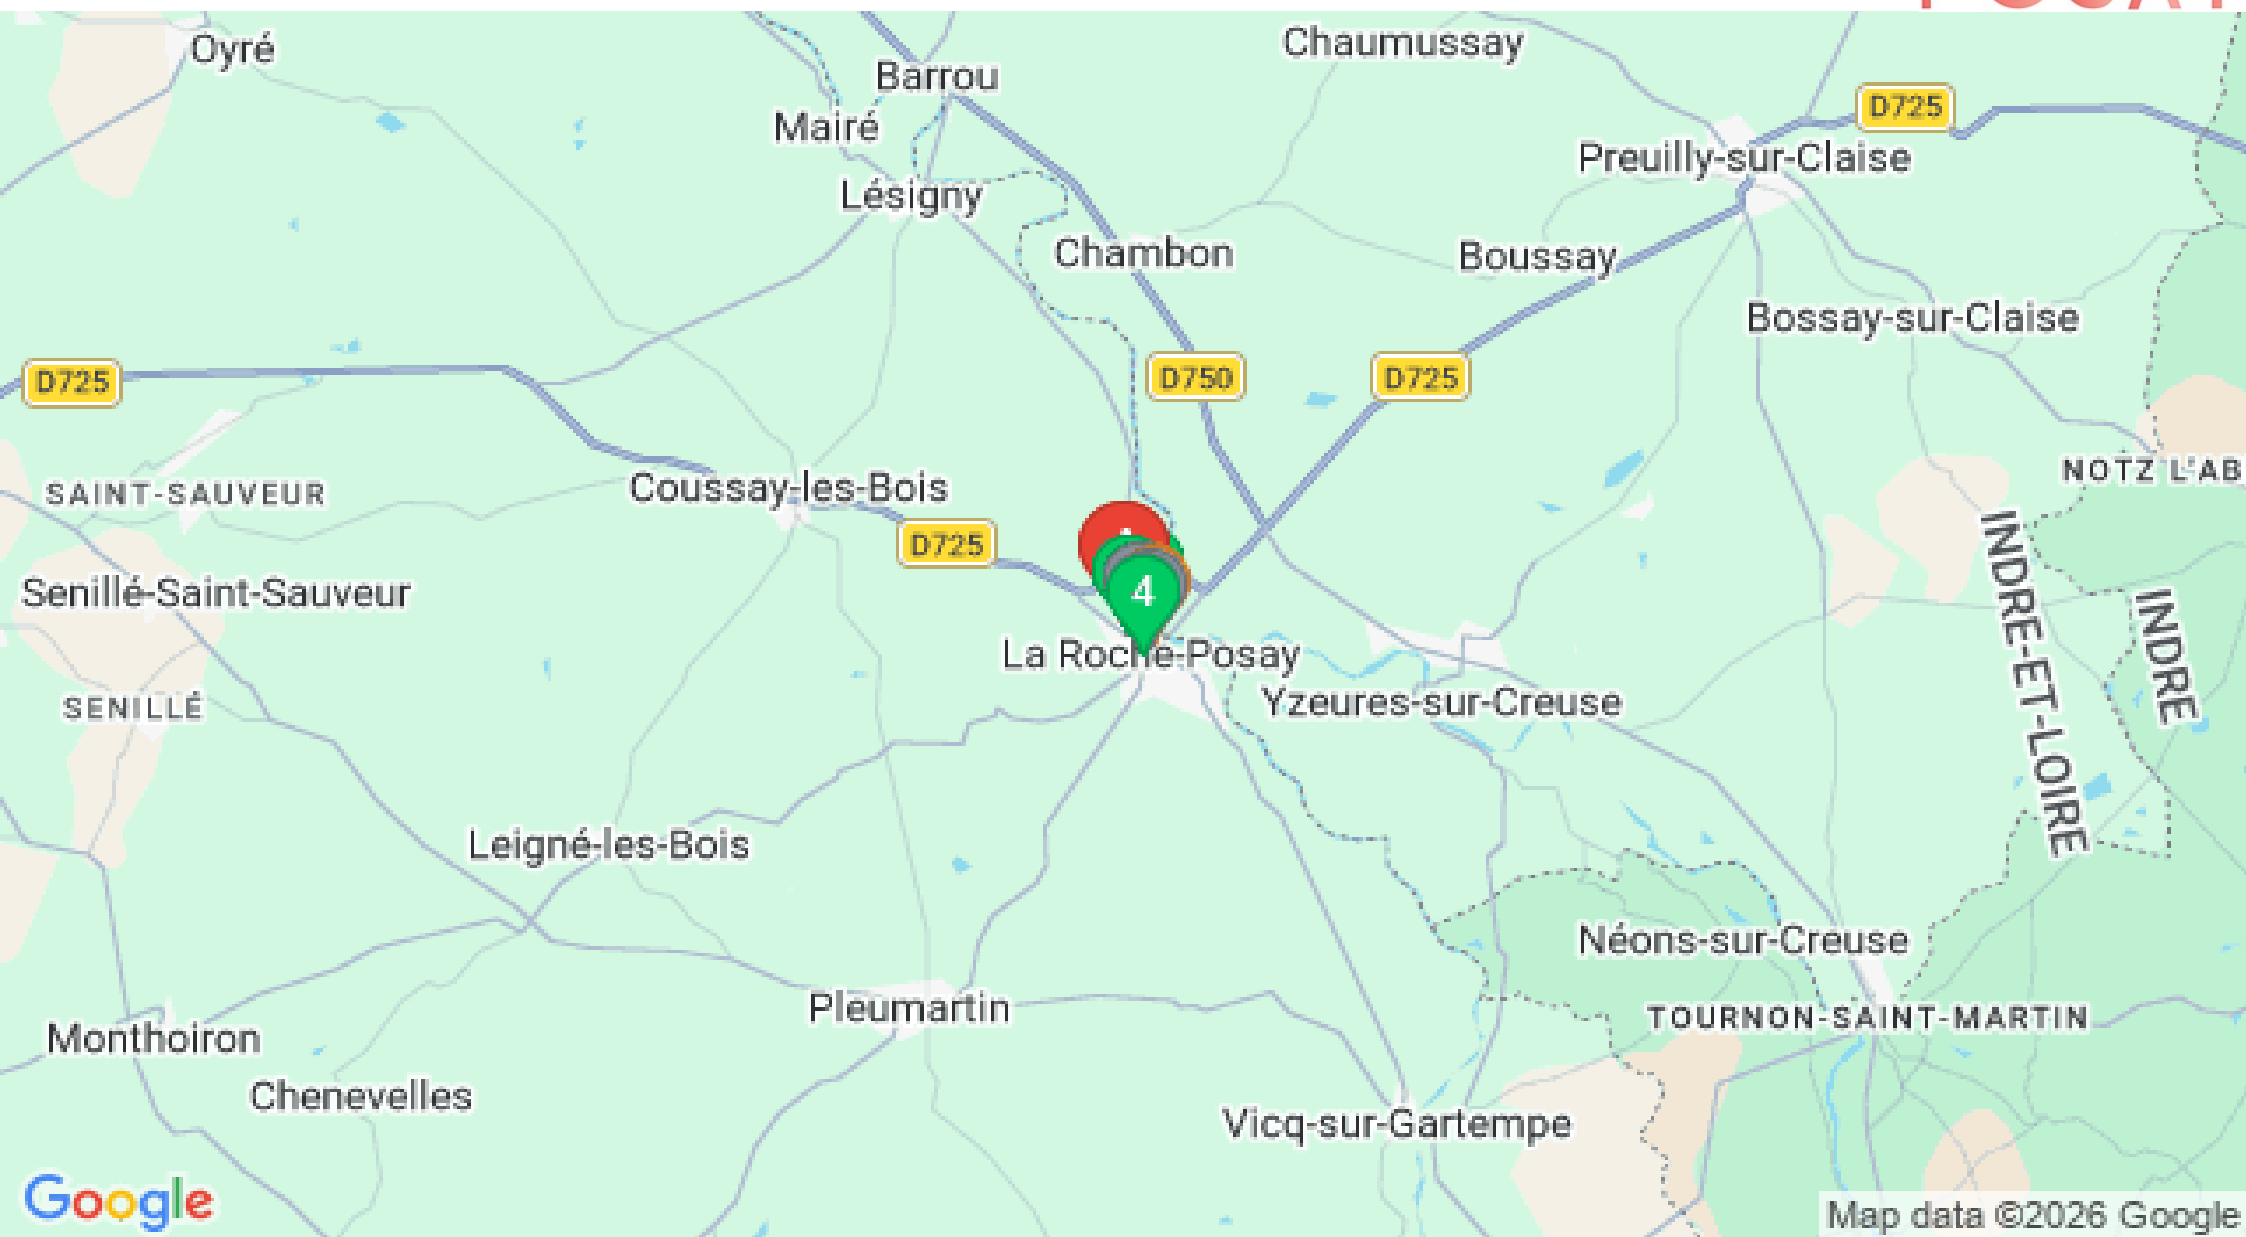 Oyré
Chaumussay
Barrou
D725
Mairé
Preuilly-sur-Claise
Lésigny
Chambon
Boussay
Bossay-sur-Claise
D725
D750
D725
NOTZ L'AB
SAINT-SAUVEUR
Coussay-les-Bois
D725
Senillé-Saint-Sauveur
4
INDRE-ET-LOIRE
INDRE
La Roche-Posay
SENILLÉ
Yzeures-sur-Creuse
Leigné-les-Bois
Néons-sur-Creuse
Pleumartin
TOURNON-SAINT-MARTIN
Monthoiron
Chenevelles
Vicq-sur-Gartempe
Google
Map data ©2026 Google